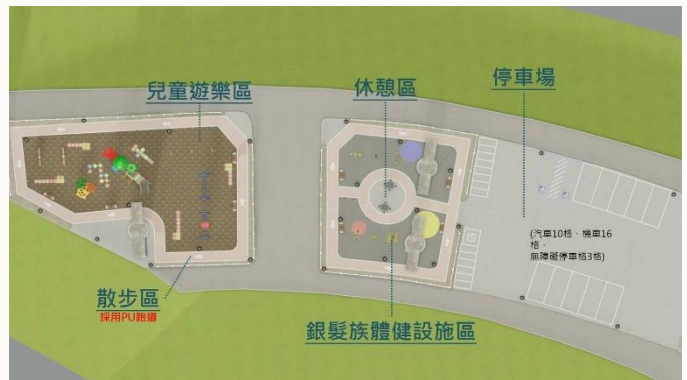 兒童遊樂區
休憩區
停車場
(汽車10格、機車16
格、
無障礙停車格3格)
散步區
採用PU跑道
銀髮族體健設施區